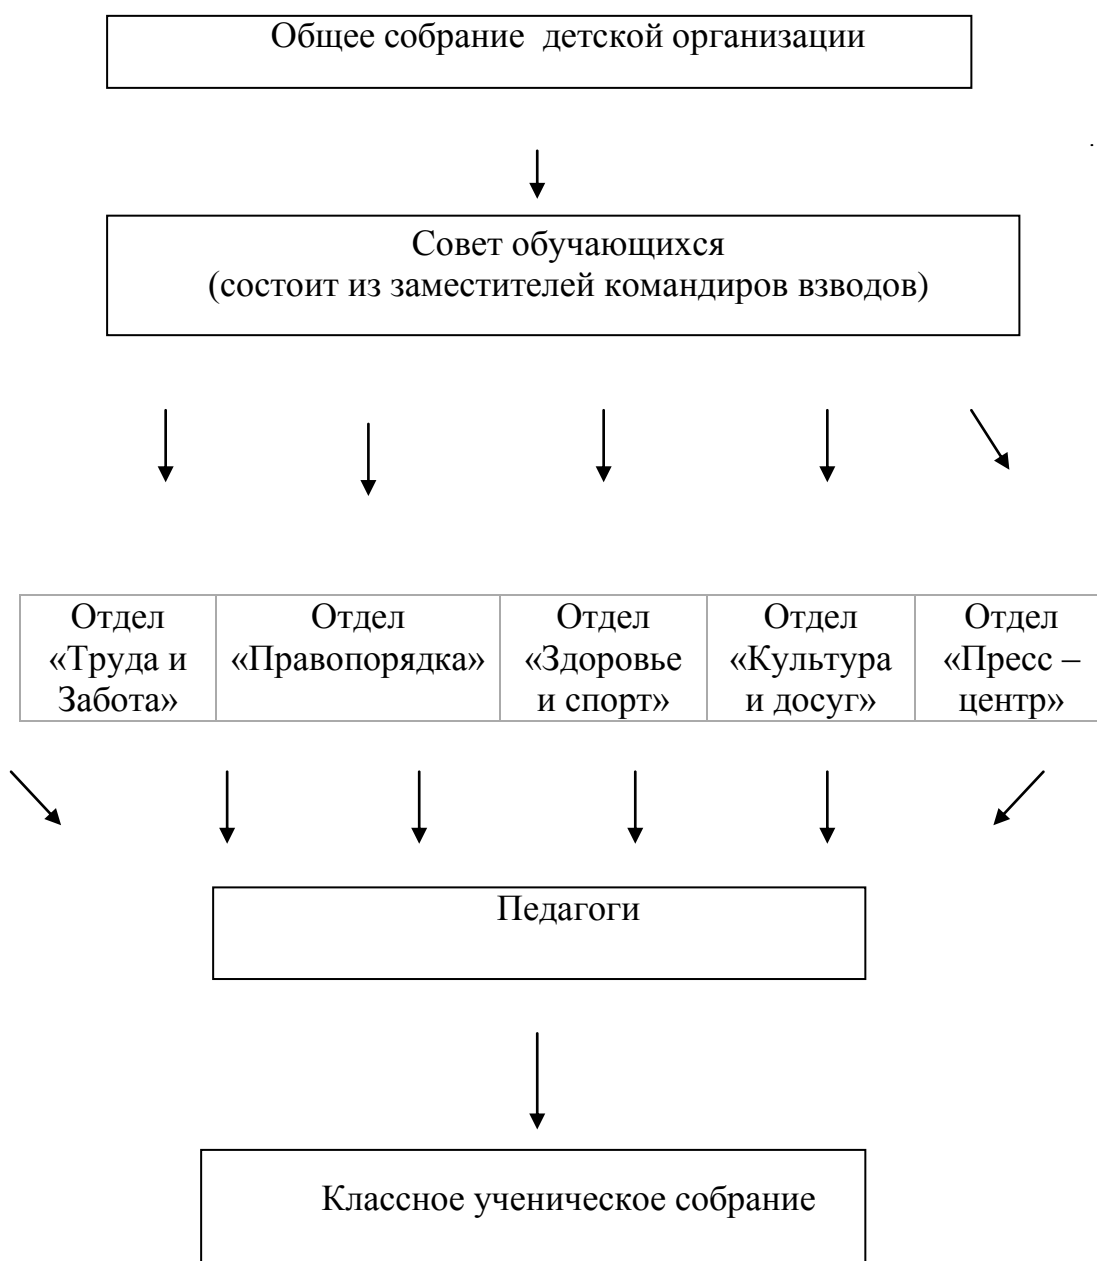 Общее собрание детской организации
Совет обучающихся
(состоит из заместителей командиров взводов)
Отдел
«Труда и
Забота»
Отдел
«Правопорядка»
Отдел
«Здоровье
и спорт»
Отдел
«Культура
и досуг»
Отдел
«Пресс –
центр»
Педагоги
Классное ученическое собрание